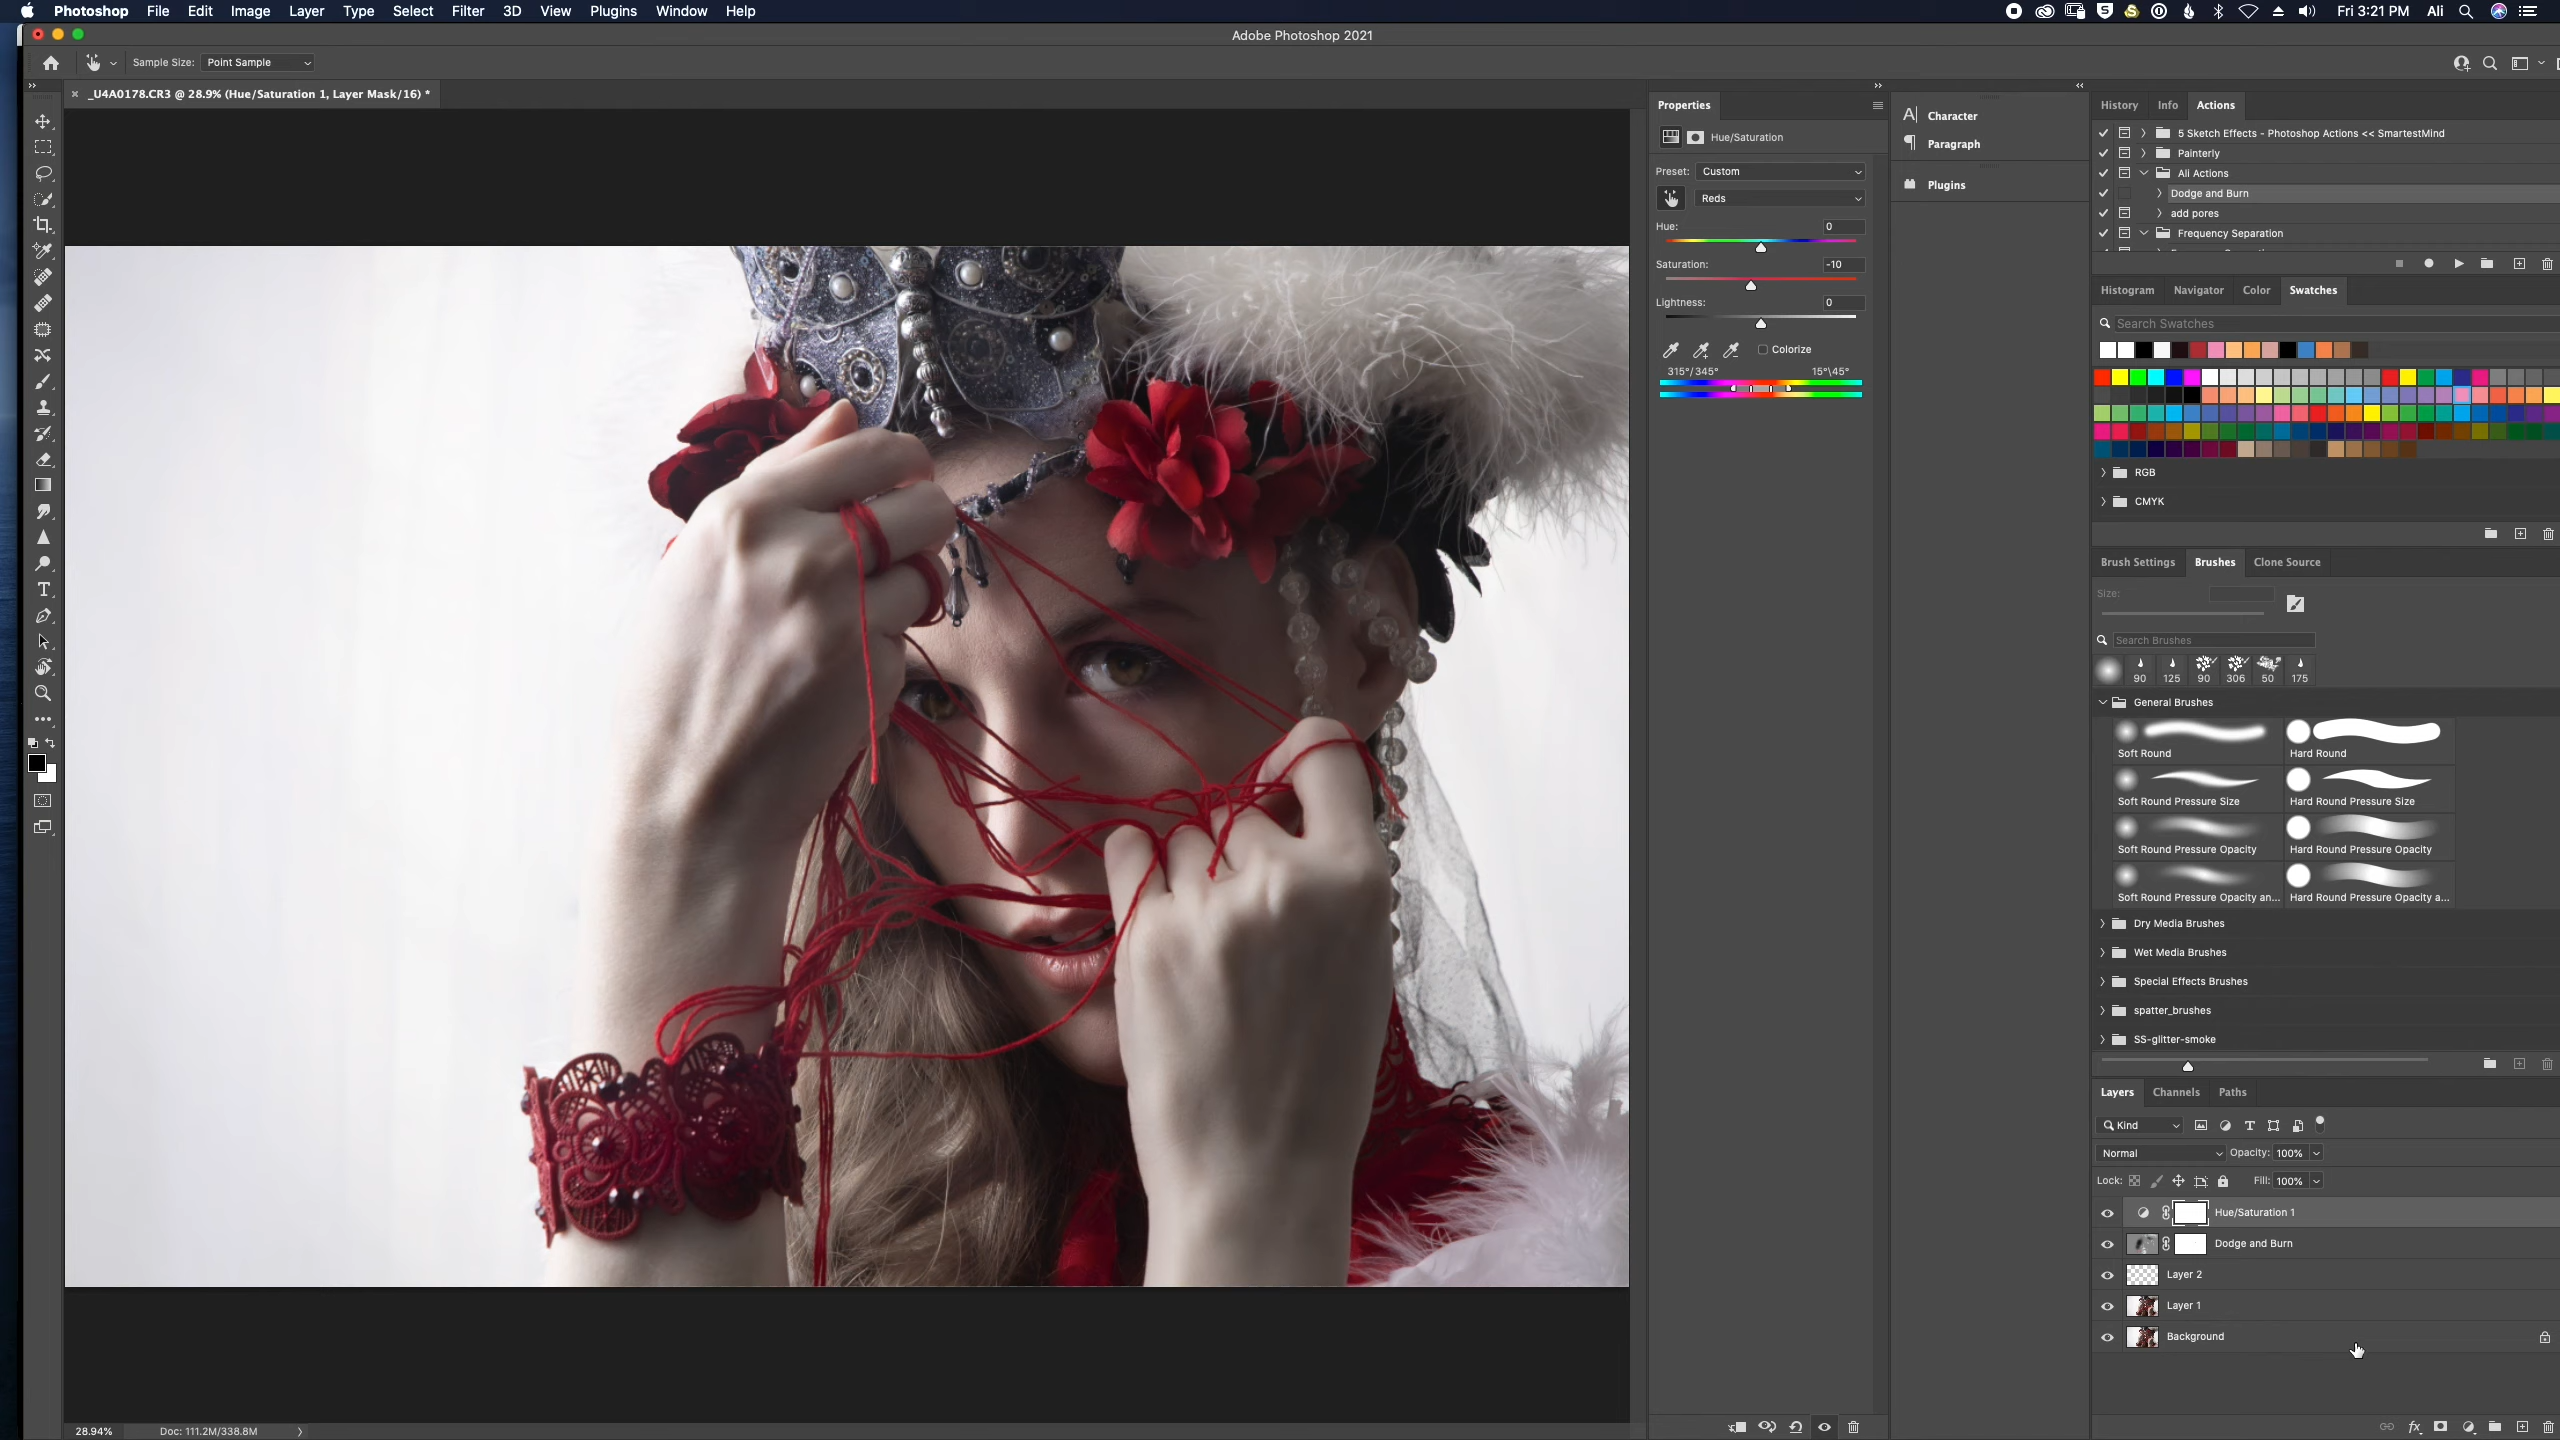 Photoshop File Edit Image Layer Type Select Filter 3D View Plugins Window Help Fri 3:21 PM Ali
Adobe Photoshop 2021
Sample Size: Point Sample
_U4A0178.CR3 @ 28.9% (Hue/Saturation 1, Layer Mask/16) *
Properties
Hue/Saturation
Preset: Custom
Reds
Hue: 0
Saturation: -10
Lightness: 0
Colorize
315°/345° 15°\45°
Character
Paragraph
Plugins
History Info Actions
5 Sketch Effects - Photoshop Actions << SmartestMind
Painterly
Ali Actions
Dodge and Burn
add pores
Frequency Separation
Histogram Navigator Color Swatches
Search Swatches
RGB
CMYK
Brush Settings Brushes Clone Source
Size:
Search Brushes
90 125 90 306 50 175
General Brushes
Soft Round Hard Round
Soft Round Pressure Size Hard Round Pressure Size
Soft Round Pressure Opacity Hard Round Pressure Opacity
Soft Round Pressure Opacity an... Hard Round Pressure Opacity a...
Dry Media Brushes
Wet Media Brushes
Special Effects Brushes
spatter_brushes
SS-glitter-smoke
Layers Channels Paths
Kind
Normal Opacity: 100%
Lock: Fill: 100%
Hue/Saturation 1
Dodge and Burn
Layer 2
Layer 1
Background
28.94% Doc: 111.2M/338.8M